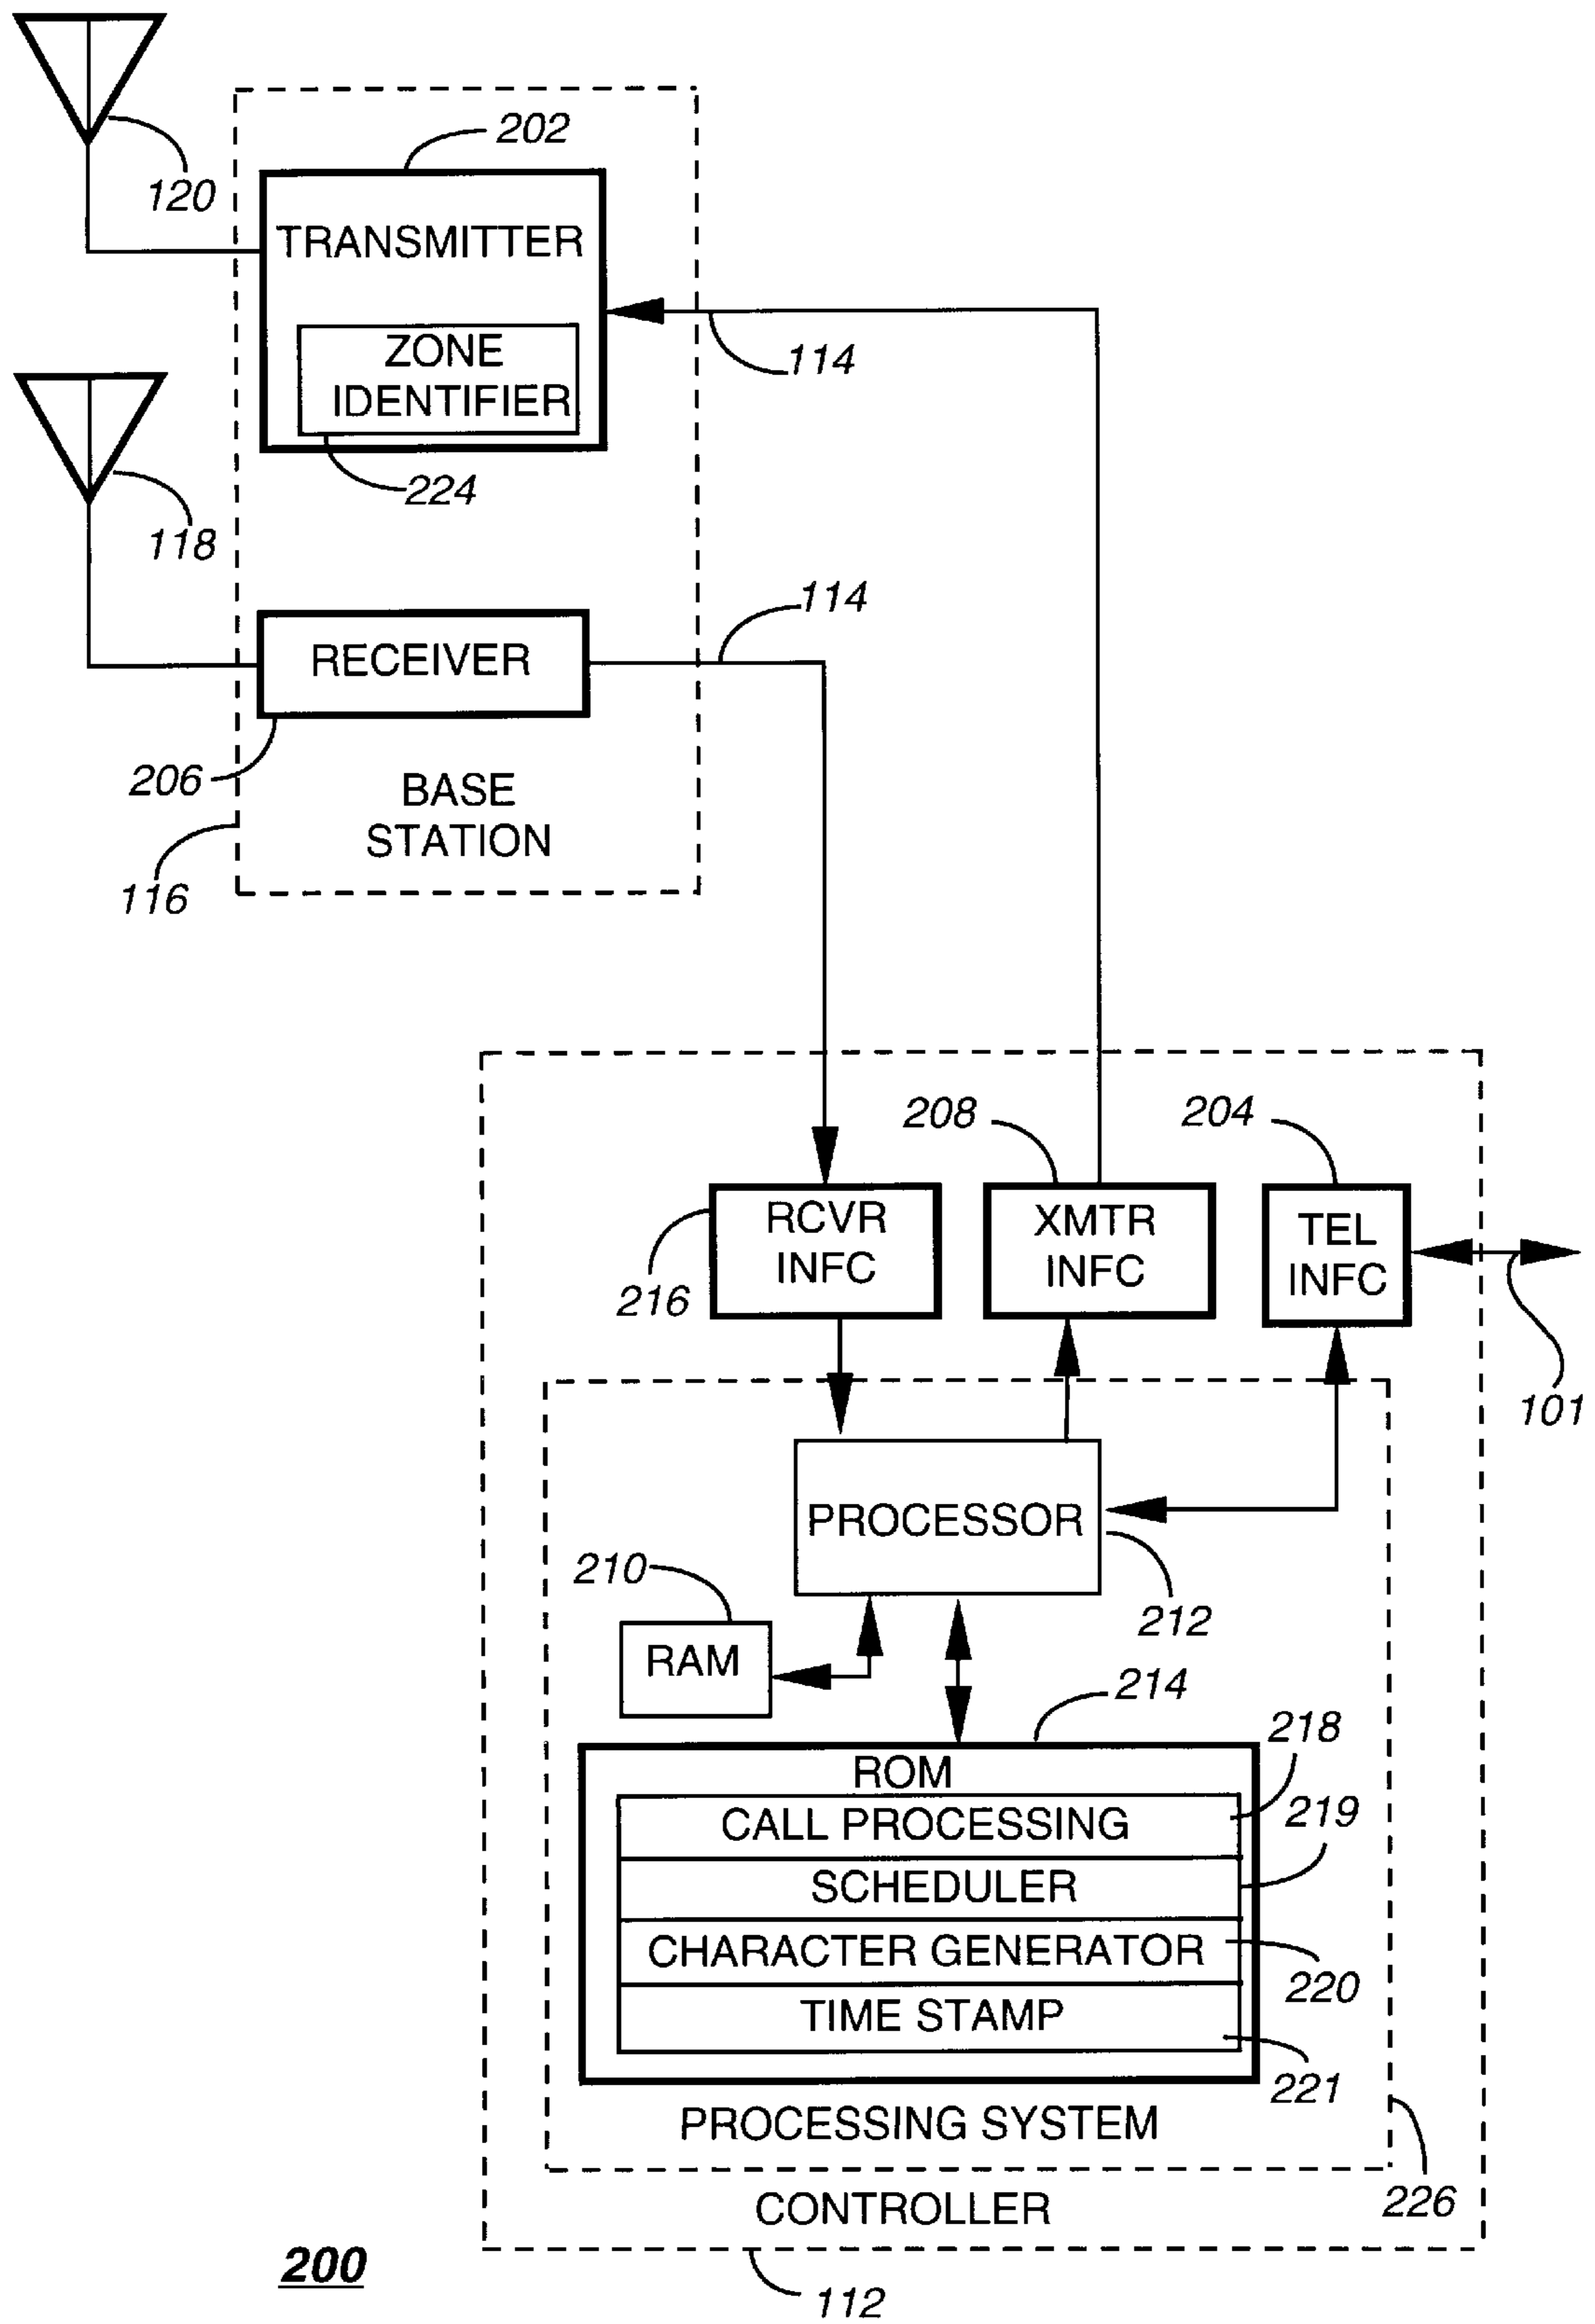 202
120
TRANSMITTER
114
ZONE
IDENTIFIER
224
118
114
RECEIVER
206
BASE
STATION
116
208
204
RCVR
INFC
XMTR
INFC
TEL
INFC
216
101
PROCESSOR
210
212
RAM
214
218
ROM
CALL PROCESSING
219
SCHEDULER
CHARACTER GENERATOR
220
TIME STAMP
221
PROCESSING SYSTEM
226
CONTROLLER
200
112